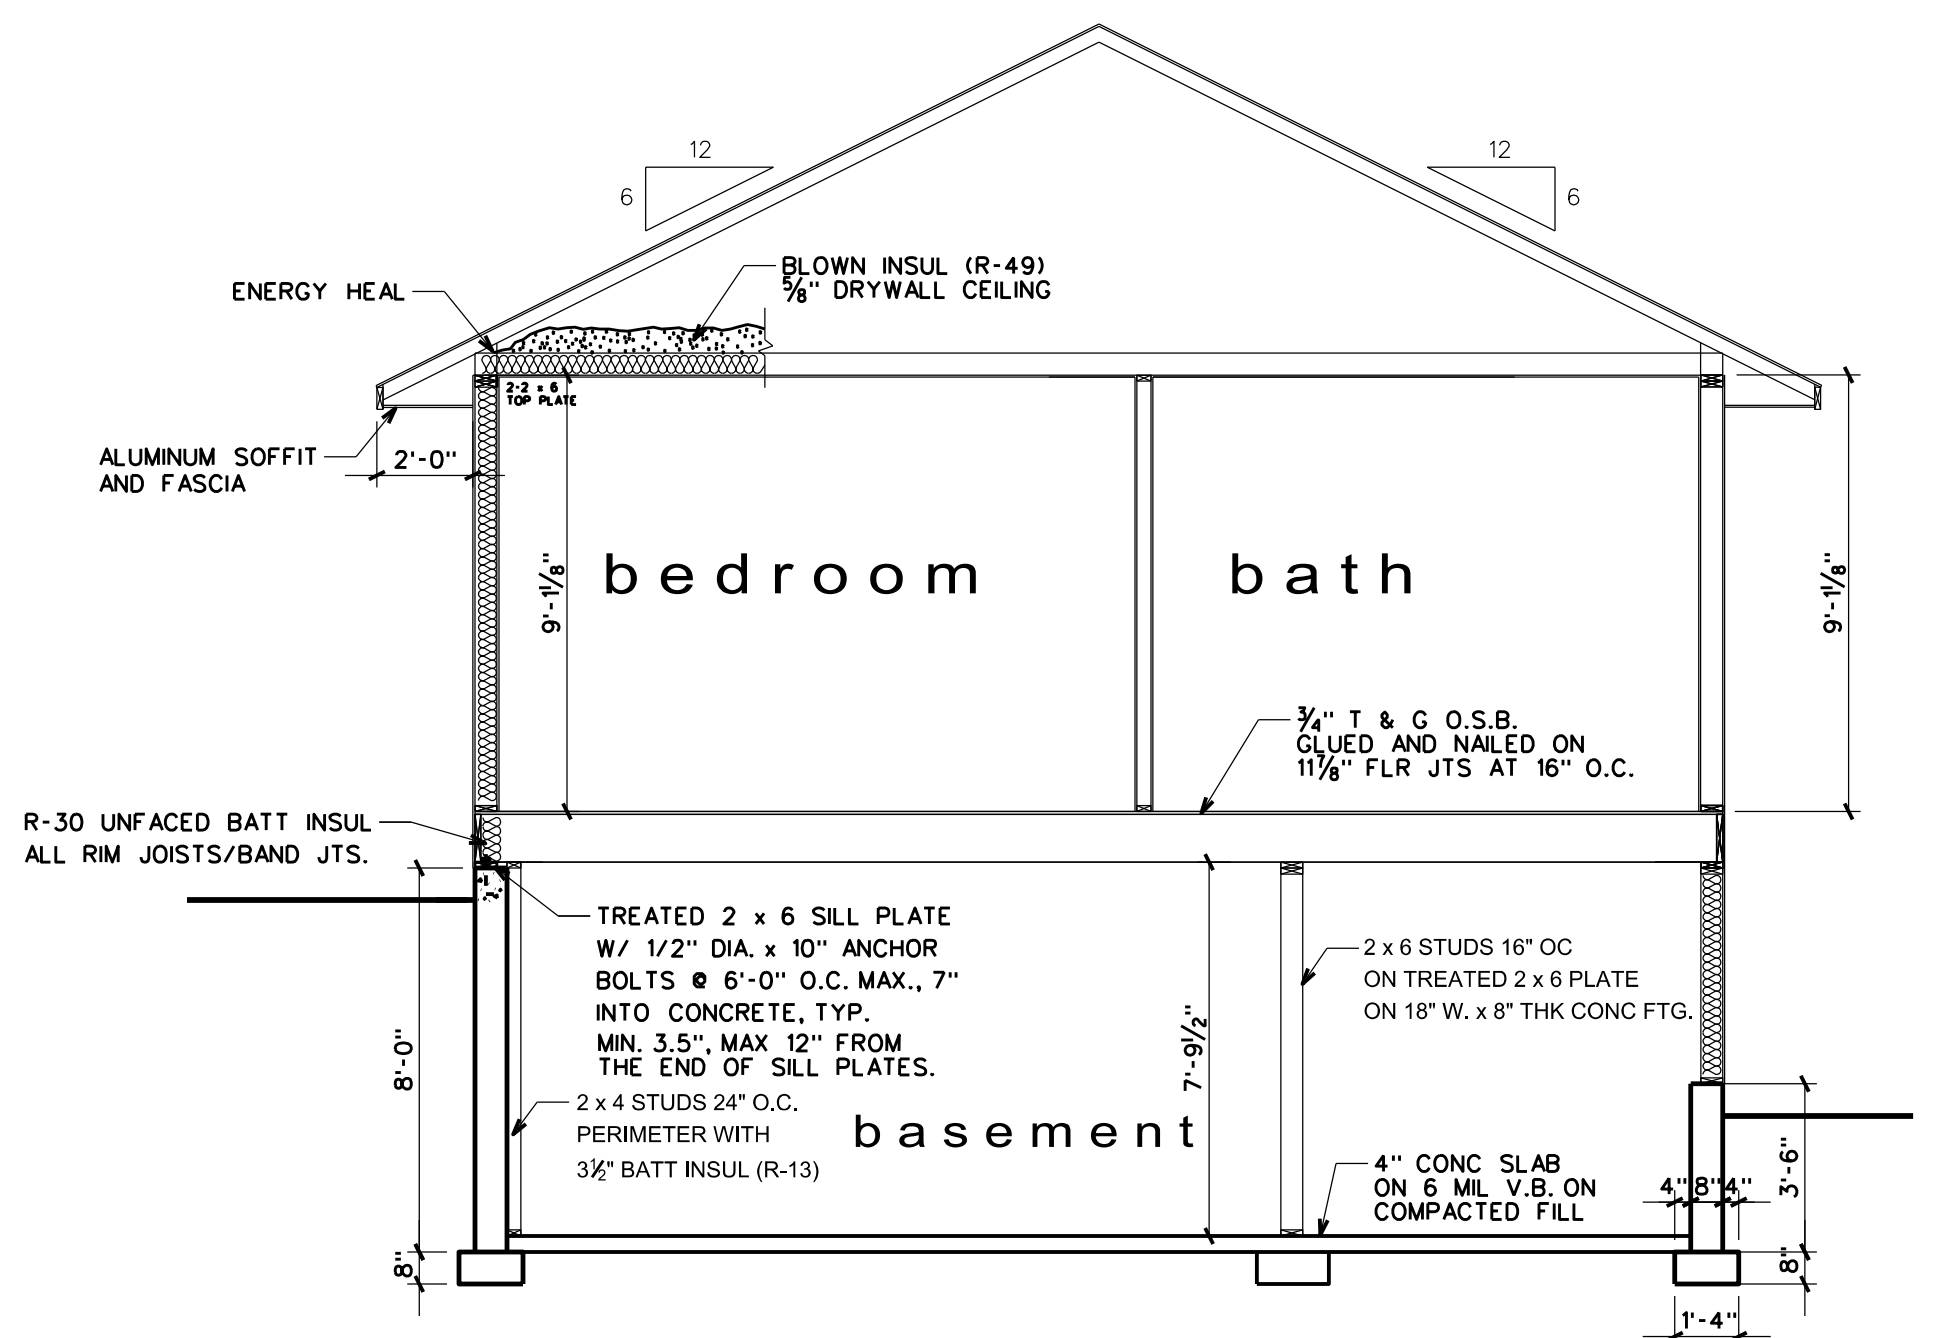 12
6
12
6
BLOWN INSUL (R-49)
5/8" DRYWALL CEILING
ENERGY HEAL
2-2 x 6
TOP PLATE
ALUMINUM SOFFIT
AND FASCIA
2'-0"
9'-1 1/8"
bedroom
bath
9'-1 1/8"
3/4" T & G O.S.B.
GLUED AND NAILED ON
11 7/8" FLR JTS AT 16" O.C.
R-30 UNFACED BATT INSUL
ALL RIM JOISTS/BAND JTS.
TREATED 2 x 6 SILL PLATE
W/ 1/2" DIA. x 10" ANCHOR
BOLTS @ 6'-0" O.C. MAX., 7"
INTO CONCRETE, TYP.
MIN. 3.5", MAX 12" FROM
THE END OF SILL PLATES.
2 x 6 STUDS 16" OC
ON TREATED 2 x 6 PLATE
ON 18" W. x 8" THK CONC FTG.
8'-0"
7'-9 1/2"
2 x 4 STUDS 24" O.C.
PERIMETER WITH
3 1/2" BATT INSUL (R-13)
basement
4" CONC SLAB
ON 6 MIL V.B. ON
COMPACTED FILL
4" 8" 4"
3'-6"
8"
8"
1'-4"